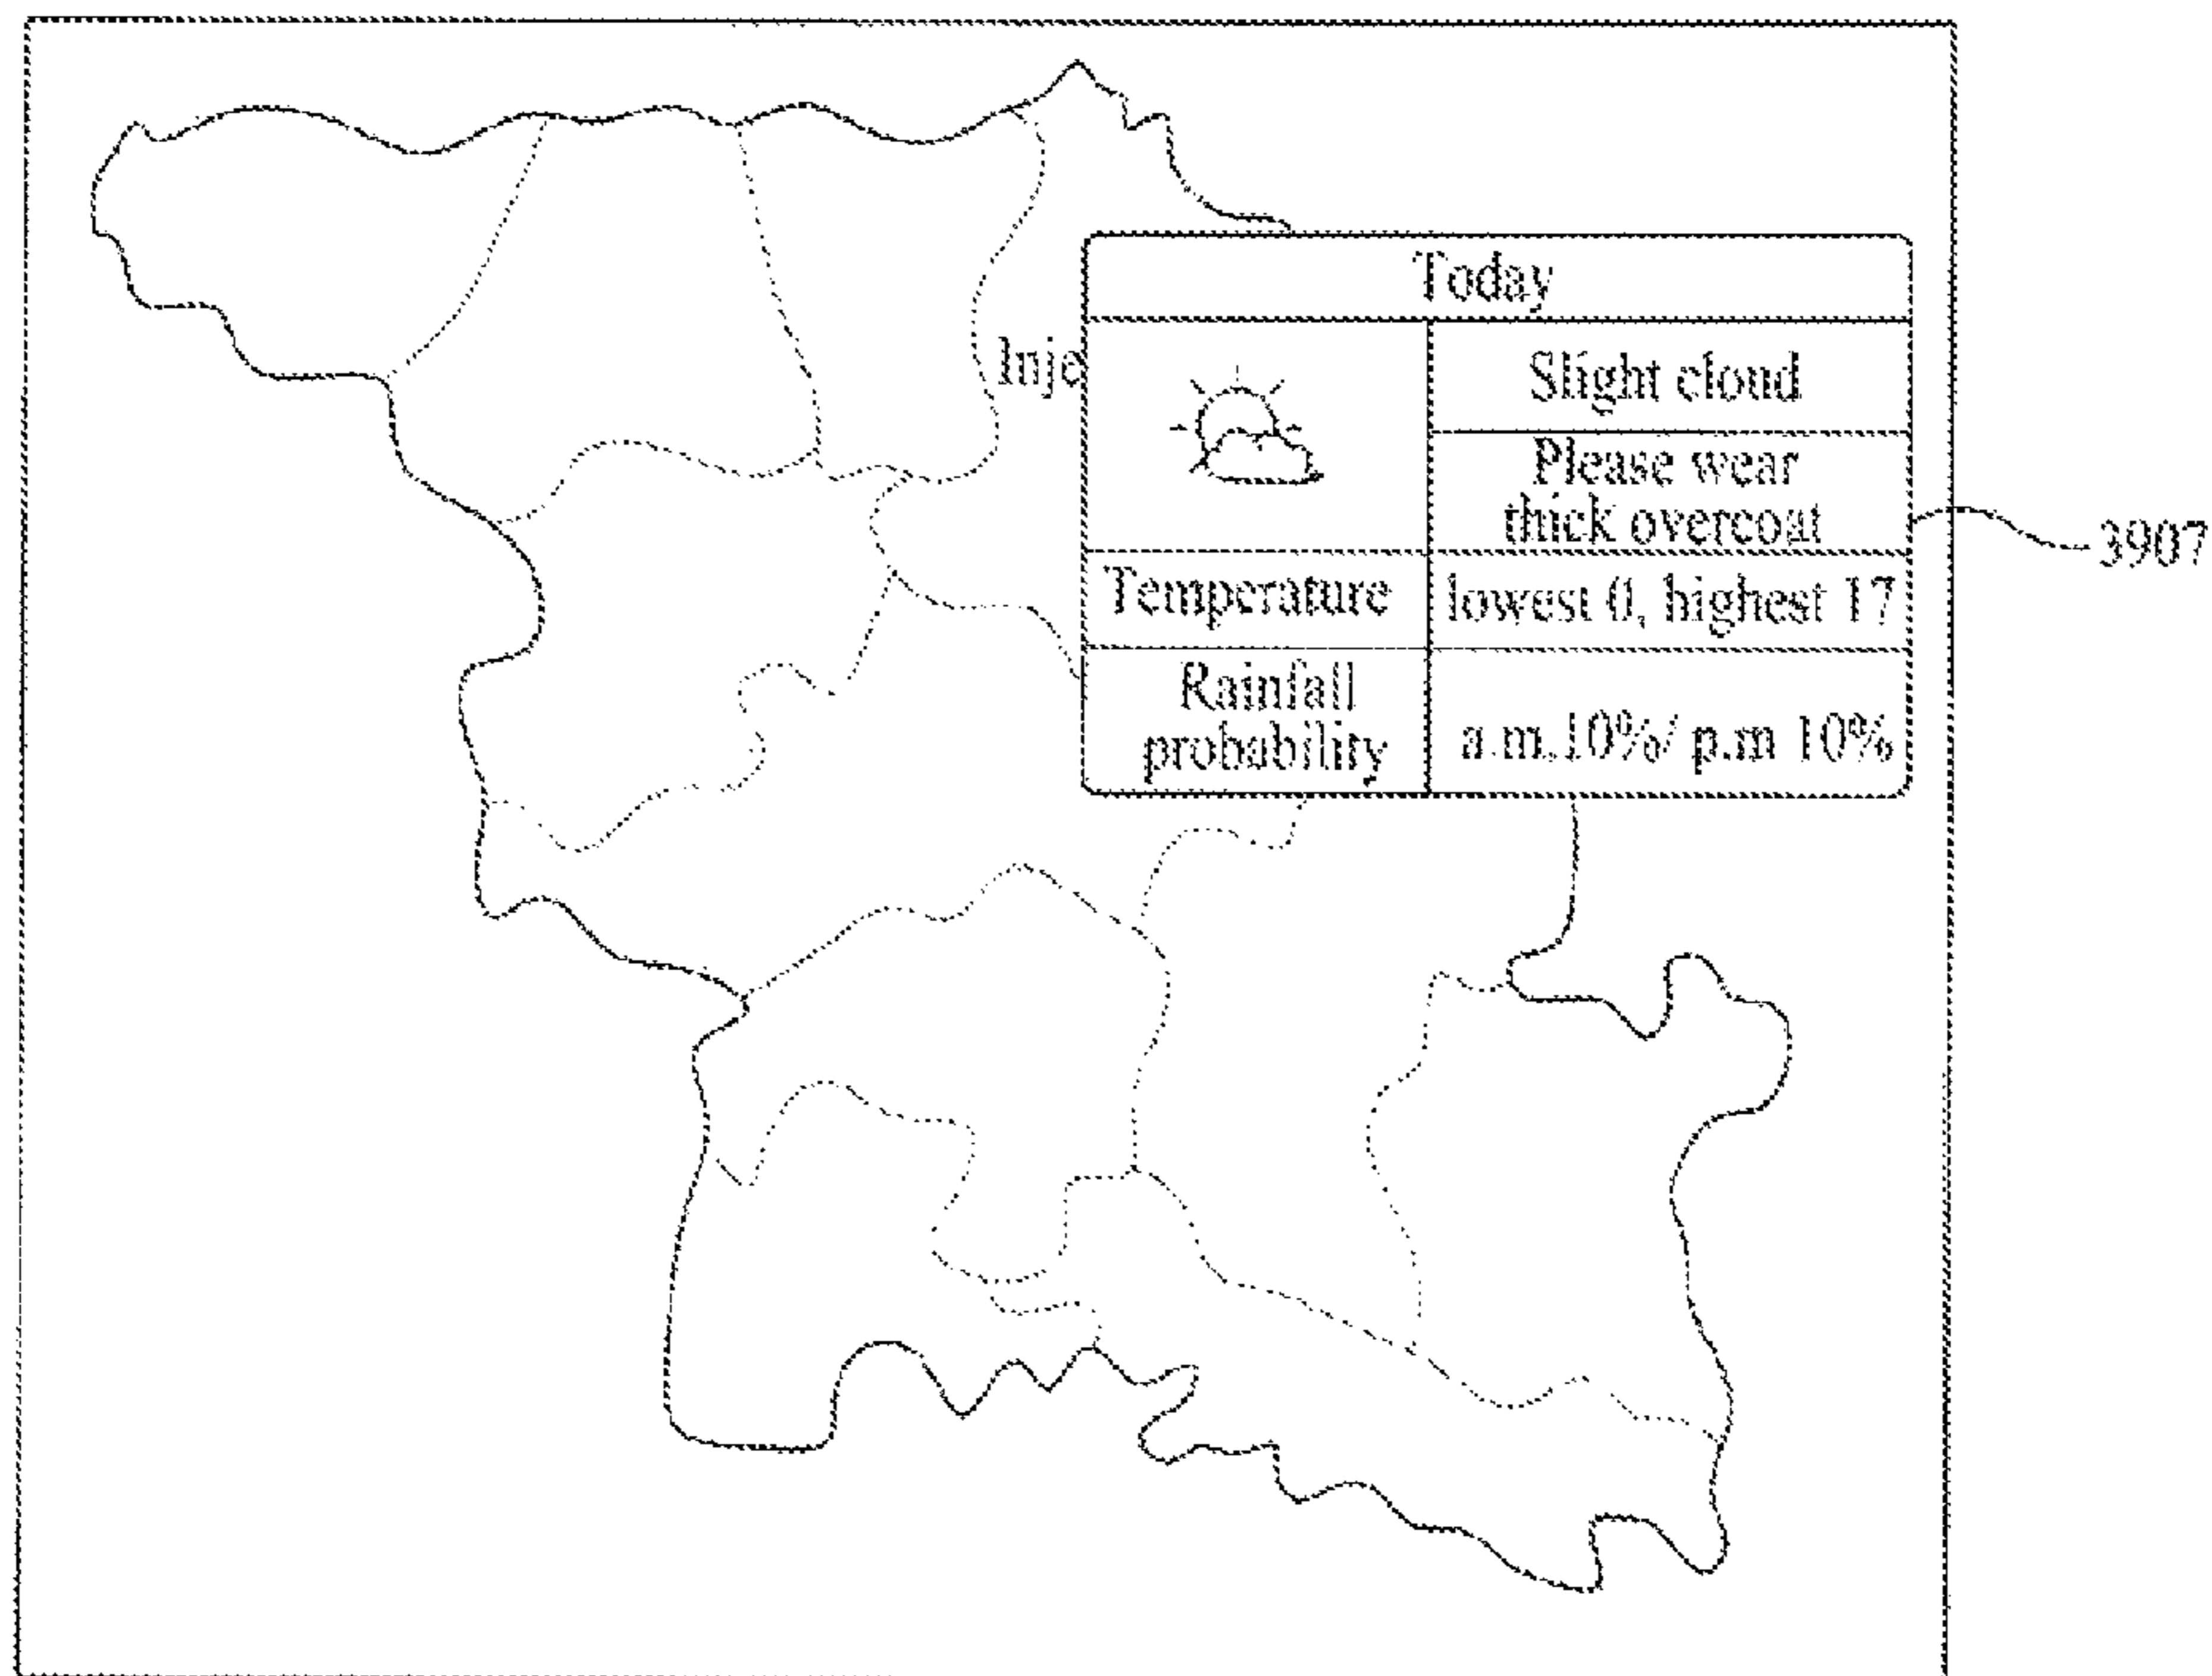 Today
Inje
Slight cloud
Please wear
thick overcoat
3907
Temperature
lowest 0, highest 17
Rainfall
probability
a.m.10%/ p.m 10%